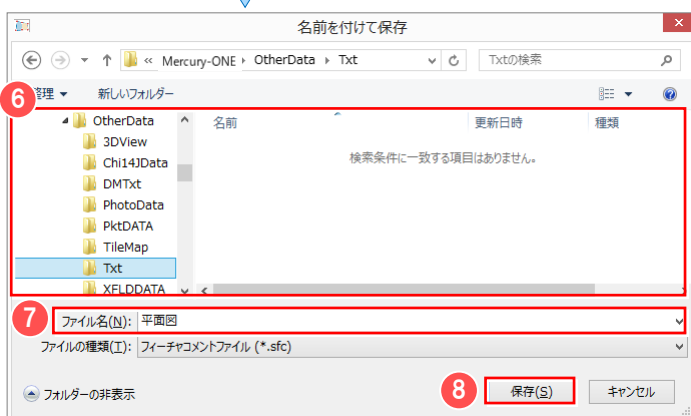 名前を付けて保存
« Mercury-ONE › OtherData › Txt
Txtの検索
6
整理 ▼ 新しいフォルダー
OtherData
3DView
Chi14JData
DMTxt
PhotoData
PktDATA
TileMap
Txt
XFLDDATA
名前 更新日時 種類
検索条件に一致する項目はありません。
7
ファイル名(N): 平面図
ファイルの種類(T): フィーチャコメントファイル (*.sfc)
フォルダーの非表示
8
保存(S) キャンセル